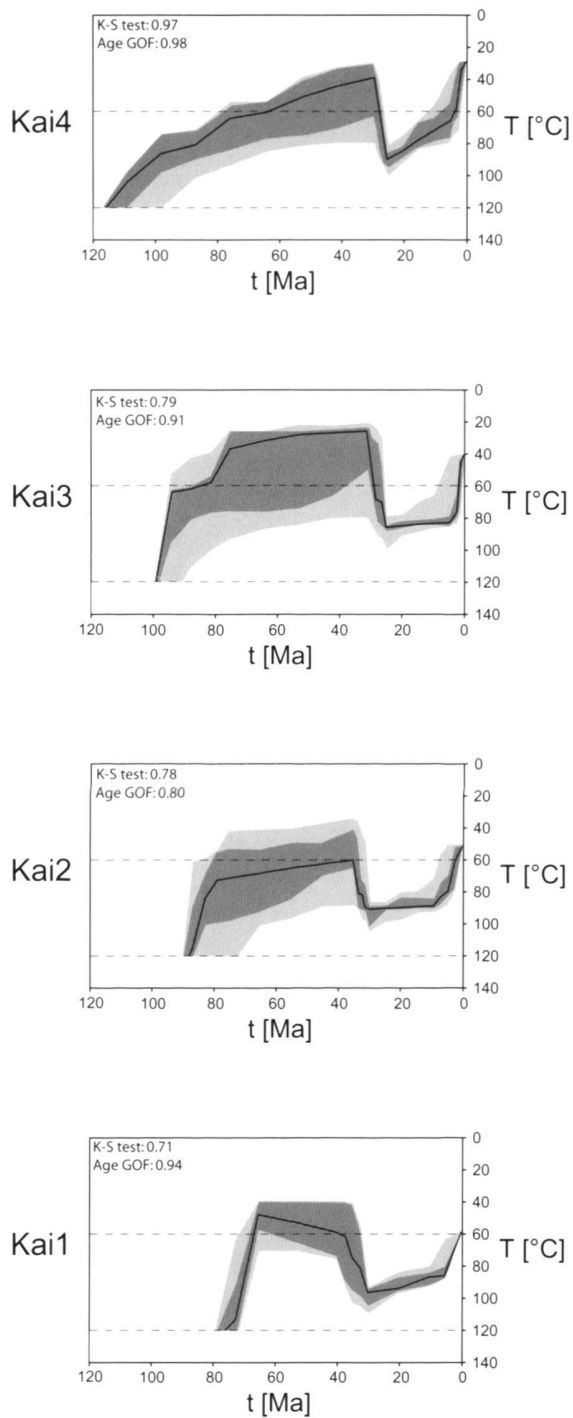 K-S test: 0.97
Age GOF: 0.98
Kai4
0
20
40
60
80
100
120
140
T [°C]
120 100 80 60 40 20 0
t [Ma]
K-S test: 0.79
Age GOF: 0.91
Kai3
0
20
40
60
80
100
120
140
T [°C]
120 100 80 60 40 20 0
t [Ma]
K-S test: 0.78
Age GOF: 0.80
Kai2
0
20
40
60
80
100
120
140
T [°C]
120 100 80 60 40 20 0
t [Ma]
K-S test: 0.71
Age GOF: 0.94
Kai1
0
20
40
60
80
100
120
140
T [°C]
120 100 80 60 40 20 0
t [Ma]